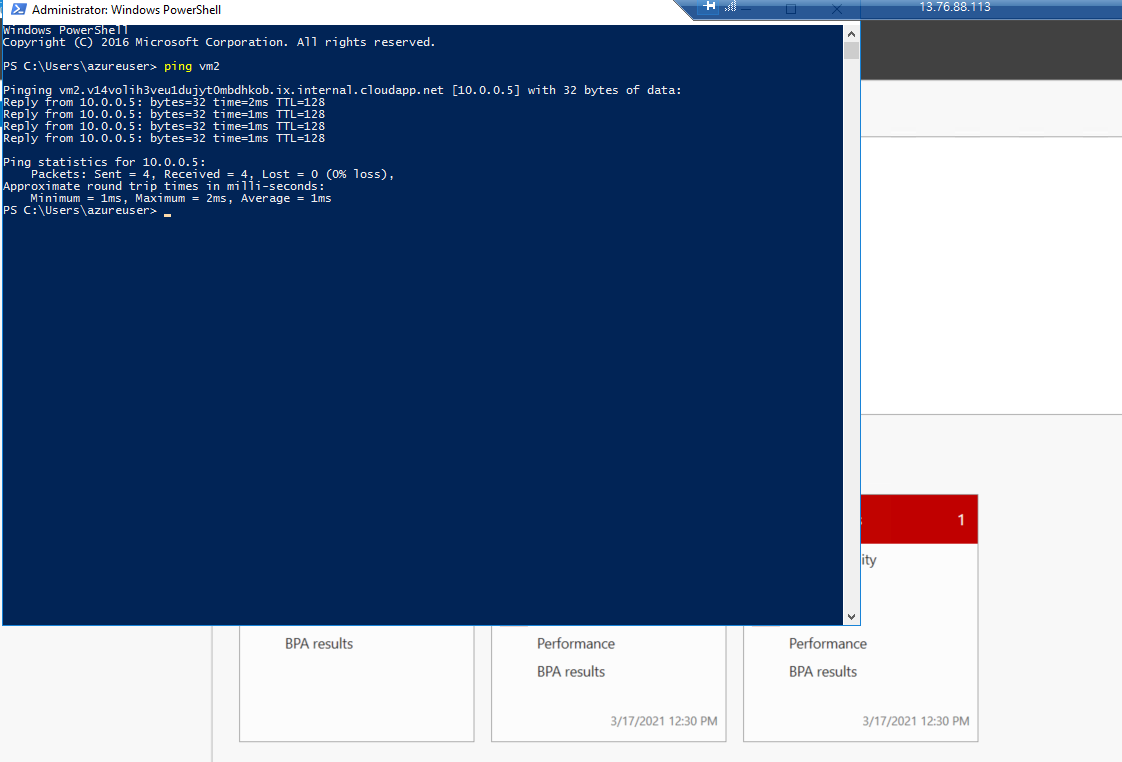 Administrator: Windows PowerShell
13.76.88.113
Windows PowerShell
Copyright (C) 2016 Microsoft Corporation. All rights reserved.
PS C:\Users\azureuser> ping vm2
Pinging vm2.v14volih3veu1dujyt0mbdhkob.ix.internal.cloudapp.net [10.0.0.5] with 32 bytes of data:
Reply from 10.0.0.5: bytes=32 time=2ms TTL=128
Reply from 10.0.0.5: bytes=32 time=1ms TTL=128
Reply from 10.0.0.5: bytes=32 time=1ms TTL=128
Reply from 10.0.0.5: bytes=32 time=1ms TTL=128
Ping statistics for 10.0.0.5:
Packets: Sent = 4, Received = 4, Lost = 0 (0% loss),
Approximate round trip times in milli-seconds:
Minimum = 1ms, Maximum = 2ms, Average = 1ms
PS C:\Users\azureuser>
1
ity
BPA results
Performance
BPA results
3/17/2021 12:30 PM
Performance
BPA results
3/17/2021 12:30 PM